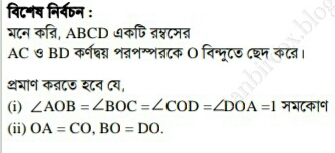 বিশেষ নির্বচন :
মনে করি, ABCD একটি রম্বসের
AC ও BD কর্ণদ্বয় পরস্পরকে O বিন্দুতে ছেদ করে।
প্রমাণ করতে হবে যে,
(i) ∠AOB = ∠BOC = ∠COD = ∠DOA =1 সমকোণ
(ii) OA = CO, BO = DO.